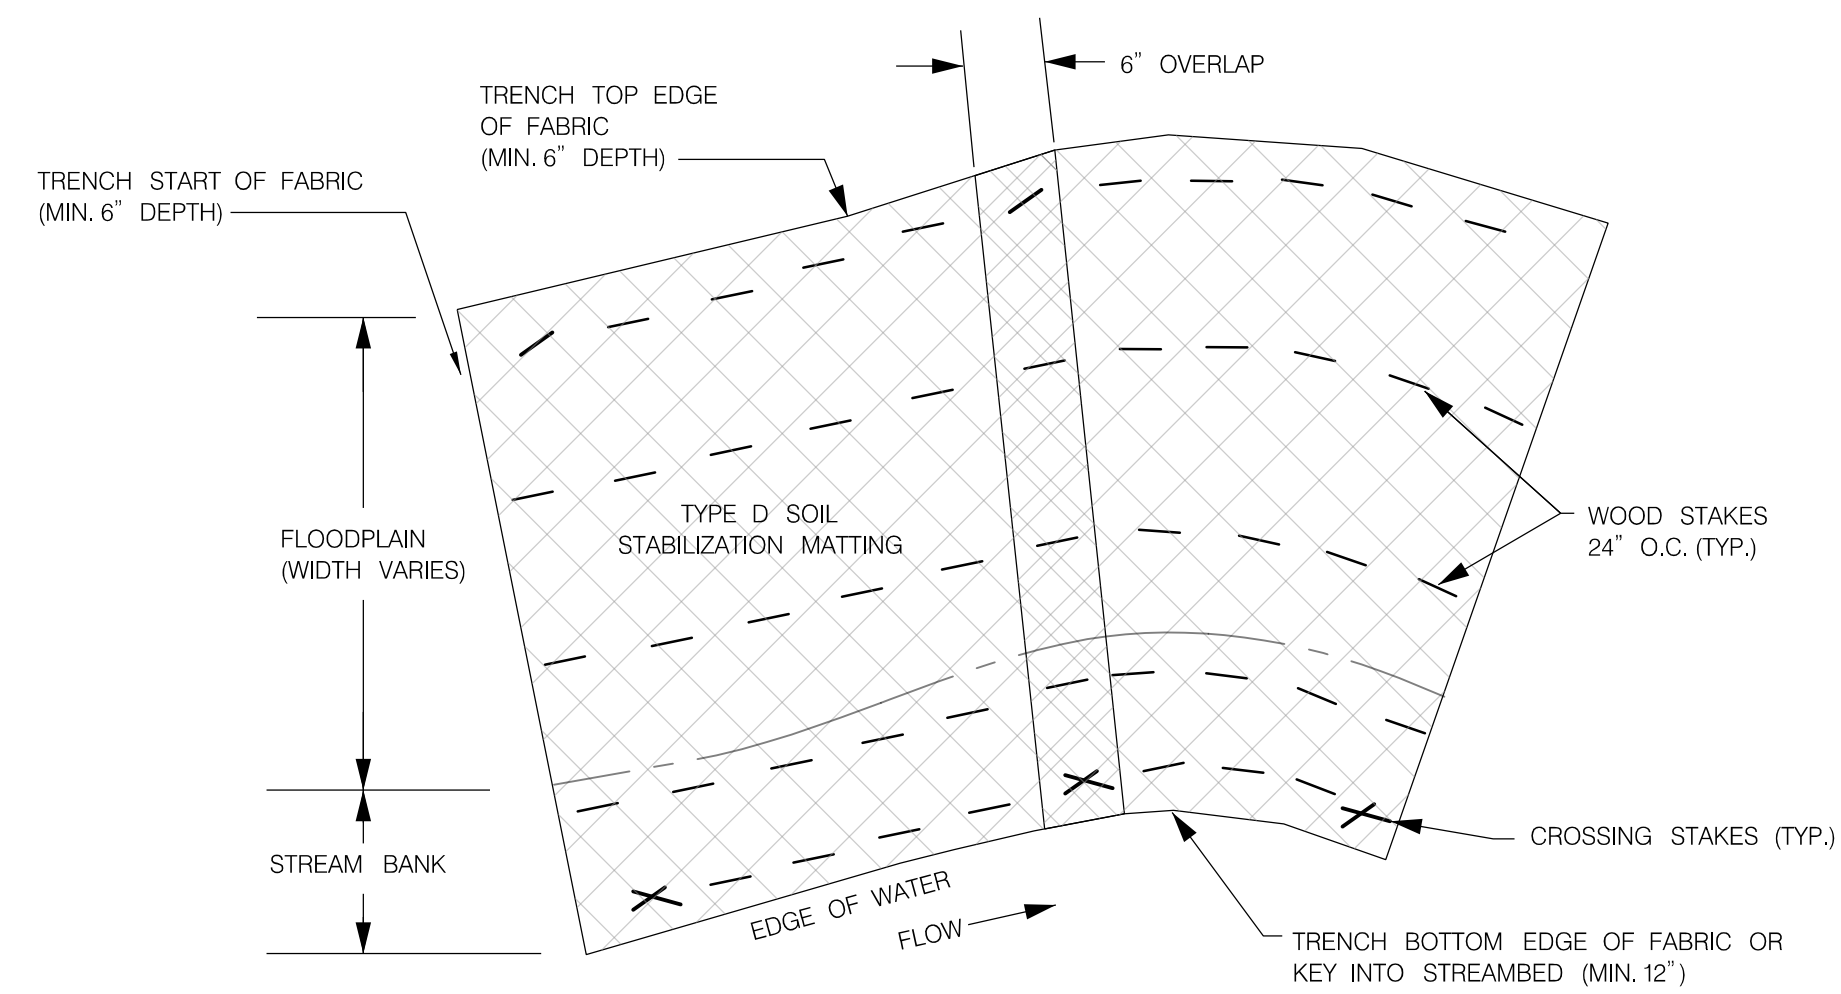 6” OVERLAP
TRENCH TOP EDGE
OF FABRIC
(MIN. 6” DEPTH)
TRENCH START OF FABRIC
(MIN. 6” DEPTH)
TYPE D SOIL
STABILIZATION MATTING
WOOD STAKES
24” O.C. (TYP.)
FLOODPLAIN
(WIDTH VARIES)
CROSSING STAKES (TYP.)
STREAM BANK
EDGE OF WATER
FLOW
TRENCH BOTTOM EDGE OF FABRIC OR
KEY INTO STREAMBED (MIN. 12”)